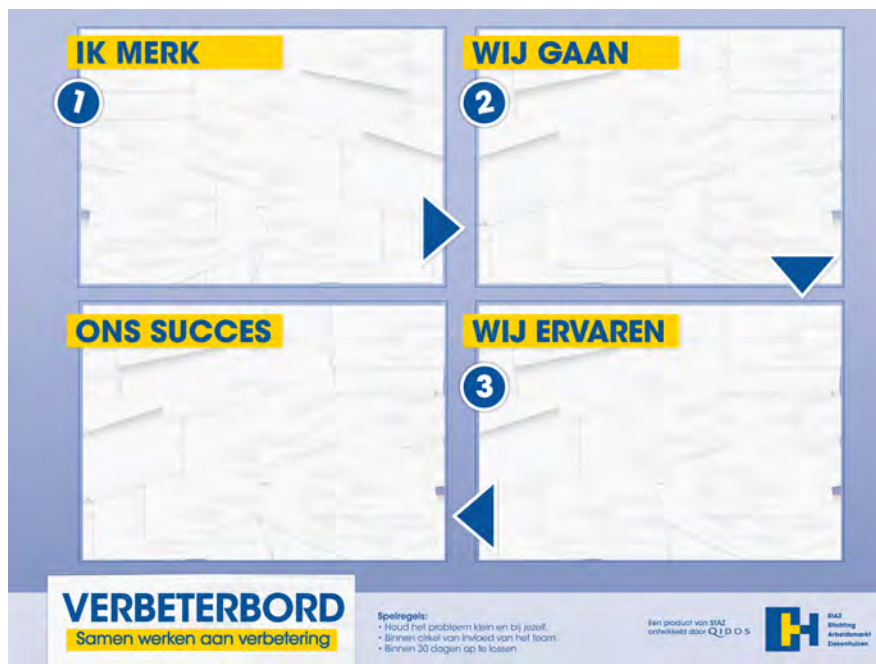 IK MERK
1
WIJ GAAN
2
ONS SUCCES
WIJ ERVAREN
3
VERBETERBORD
Samen werken aan verbetering
Spelregels:
• Houd het probleem klein en bij jezelf.
• Binnen cirkel van invloed van het team
• Binnen 30 dagen op te lossen
Een product van StAZ
ontwikkeld door QIDOS
StAZ
Stichting
Arbeidsmarkt
Ziekenhuizen